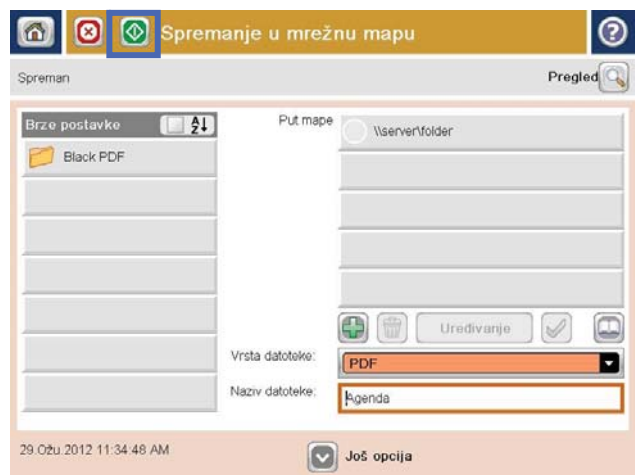 Spremanje u mrežnu mapu
Spreman
Pregled
Brze postavke
Black PDF
Put mape
\\server\folder
Uređivanje
Vrsta datoteke:
PDF
Naziv datoteke:
Agenda
29.Ožu.2012 11:34:48 AM
Još opcija